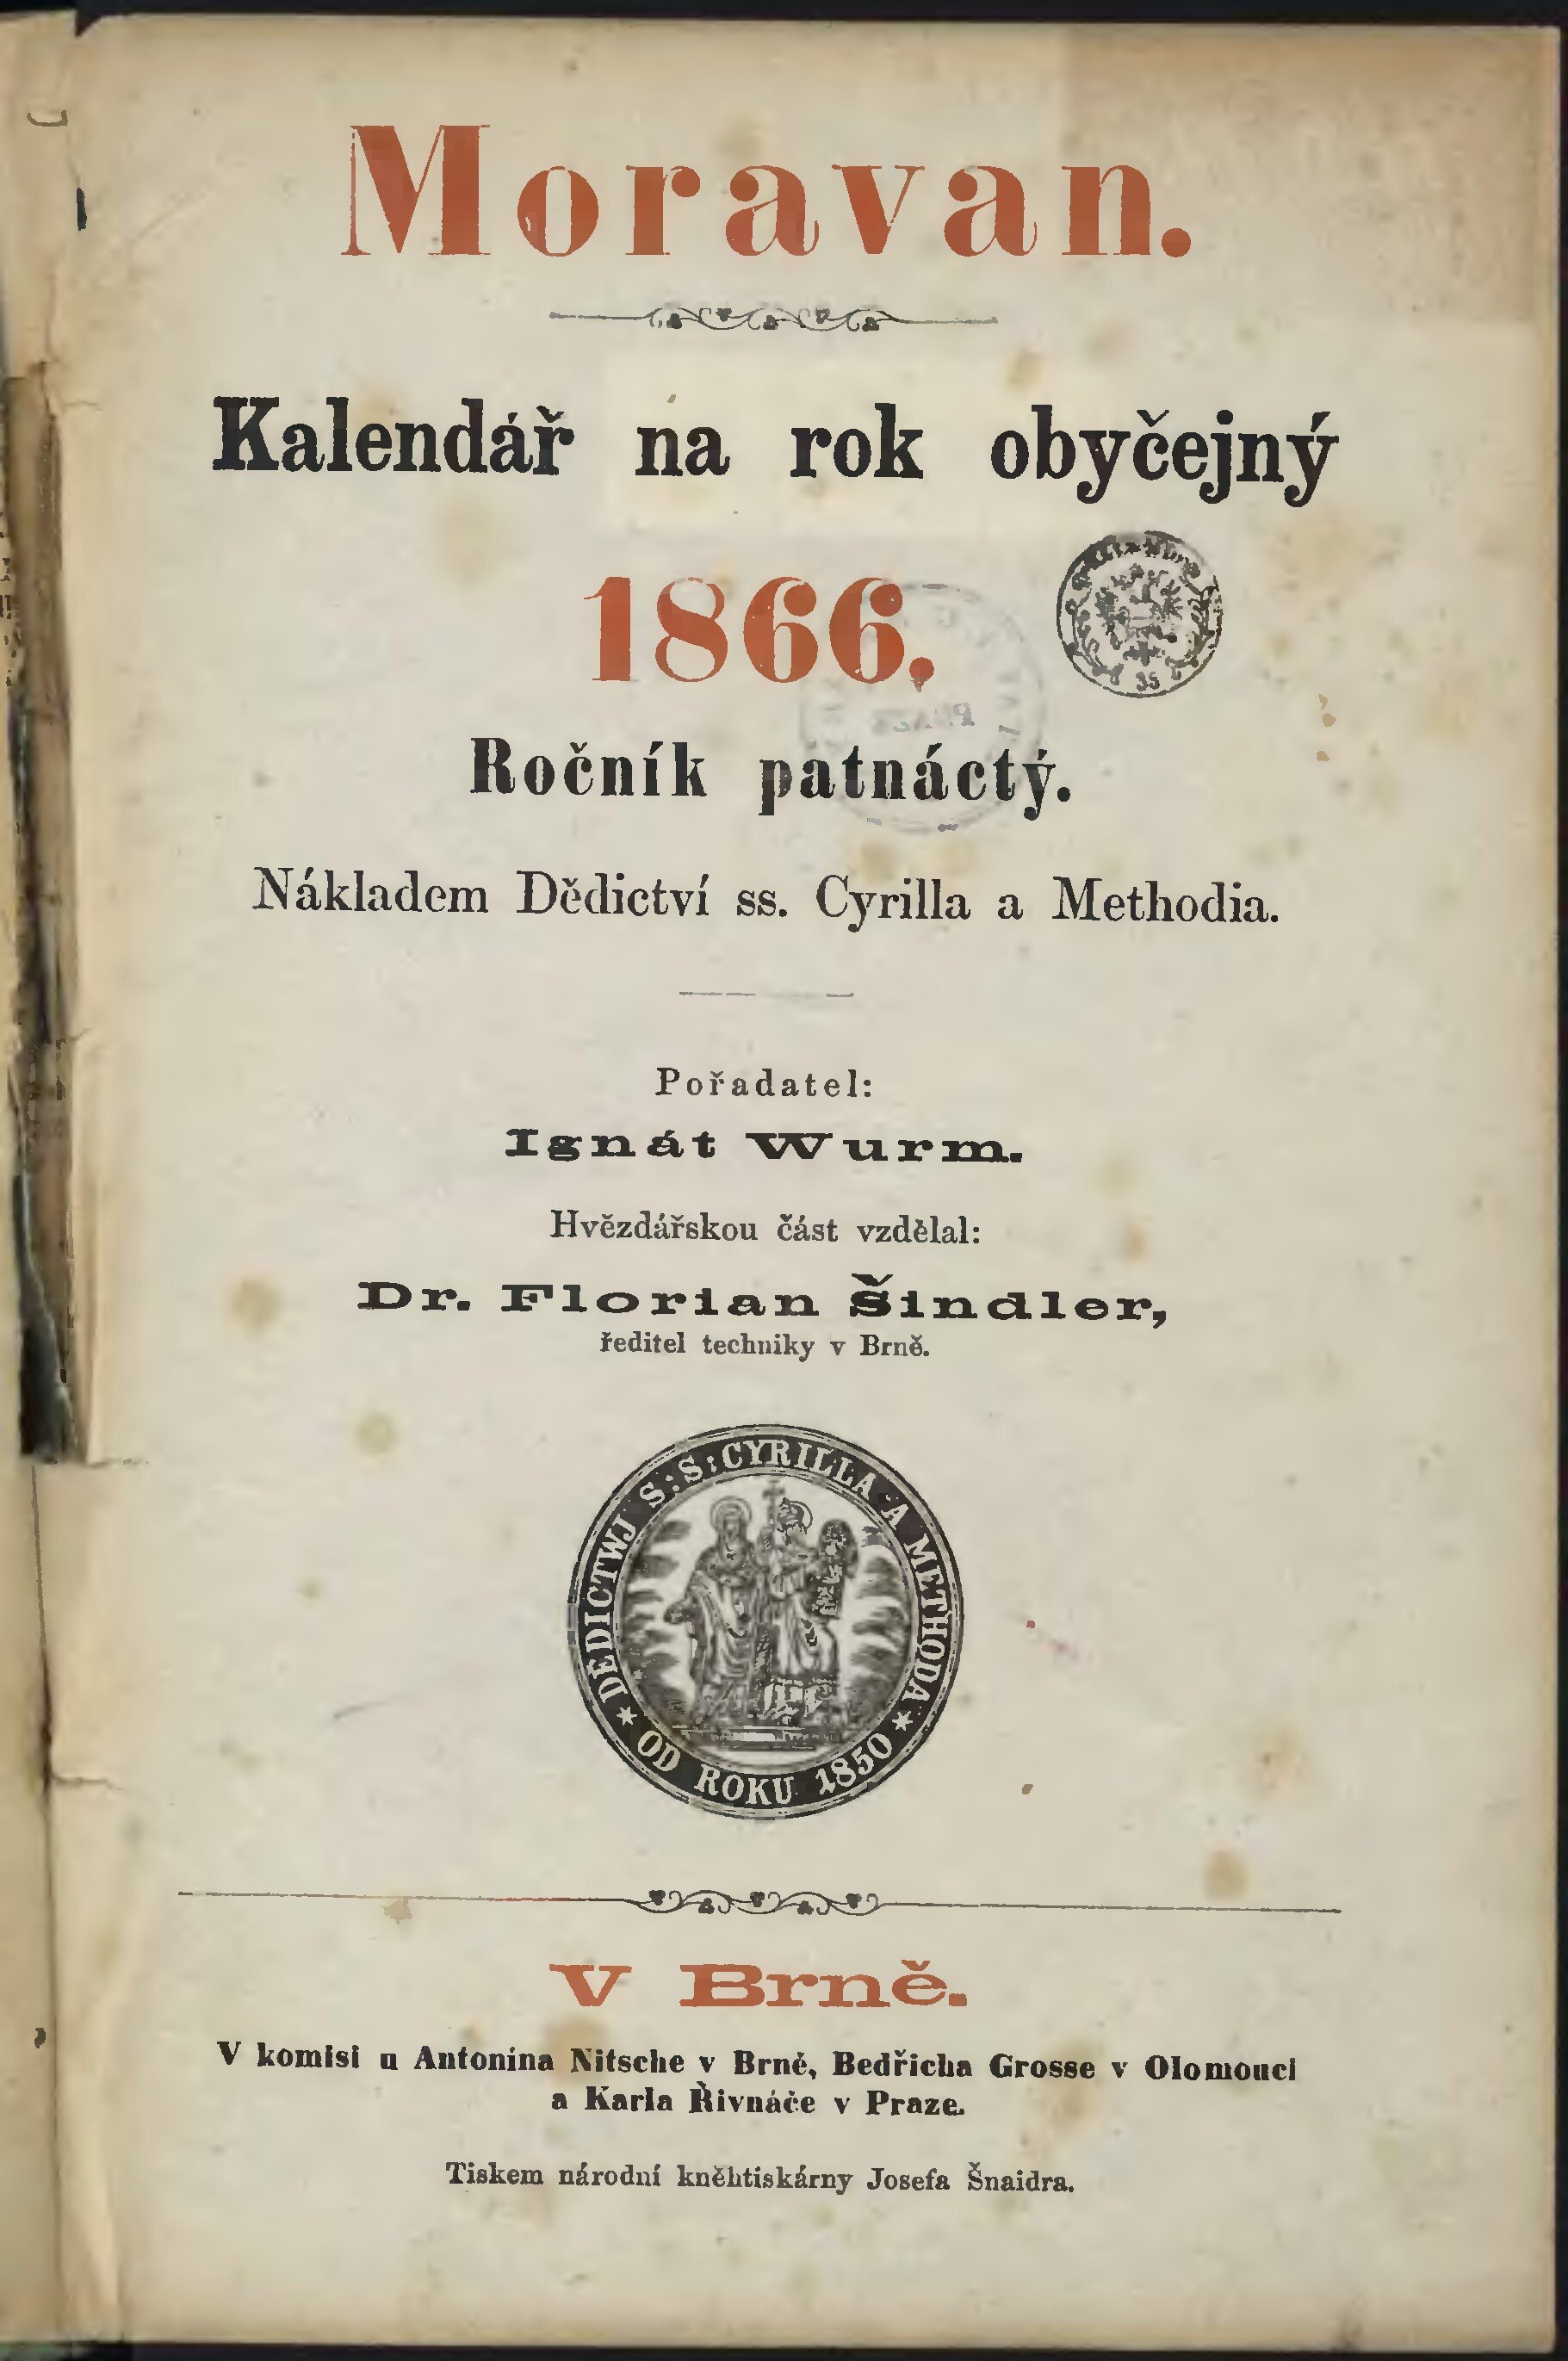 Moravan.
Kalendář na rok obyčejný
1866.
Ročník patnáctý.
Nákladem Dědictví ss. Cyrilla a Methodia.
Pořadatel:
Ignát Wurm.
Hvězdářskou část vzdělal:
Dr. Florian Šindler,
ředitel techniky v Brně.
DĚDICTWJ S:S:CYRILLA A METHODA
* OD ROKU 1850 *
V Brně.
V komisi u Antonína Nitsche v Brně, Bedřicha Grosse v Olomouci
a Karla Řivnáče v Praze.
Tiskem národní kněhtiskárny Josefa Šnaidra.